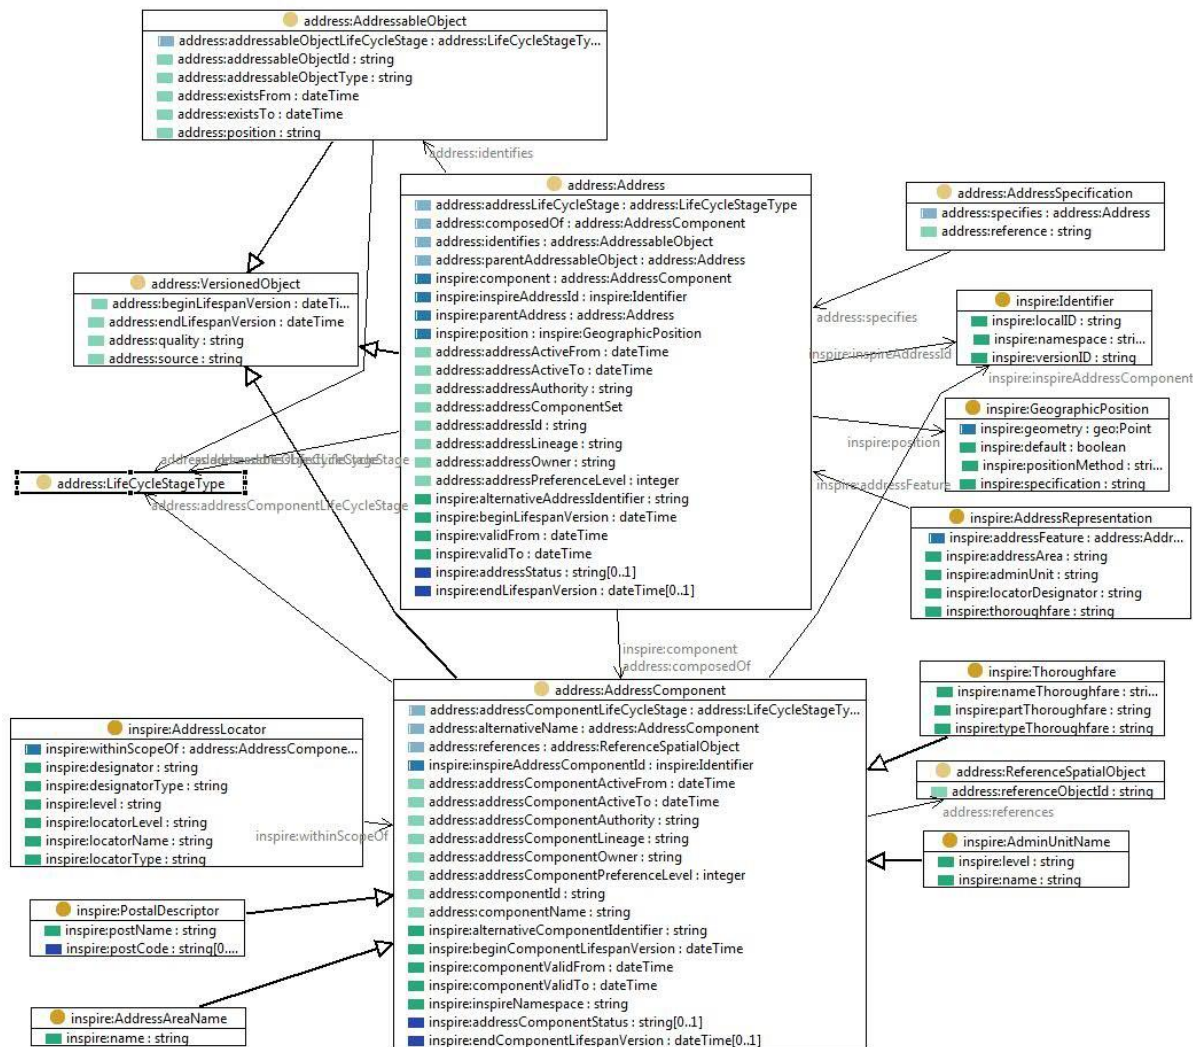 address:AddressableObject
address:addressableObjectLifeCycleStage : address:LifeCycleStageTy...
address:addressableObjectId : string
address:addressableObjectType : string
address:existsFrom : dateTime
address:existsTo : dateTime
address:position : string
address:identifies
address:Address
address:addressLifeCycleStage : address:LifeCycleStageType
address:composedOf : address:AddressComponent
address:identifies : address:AddressableObject
address:parentAddressableObject : address:Address
inspire:component : address:AddressComponent
inspire:inspireAddressId : inspire:Identifier
inspire:parentAddress : address:Address
inspire:position : inspire:GeographicPosition
address:addressActiveFrom : dateTime
address:addressActiveTo : dateTime
address:addressAuthority : string
address:addressComponentSet
address:addressId : string
address:addressLineage : string
address:addressOwner : string
address:addressPreferenceLevel : integer
inspire:alternativeAddressIdentifier : string
inspire:beginLifespanVersion : dateTime
inspire:validFrom : dateTime
inspire:validTo : dateTime
inspire:addressStatus : string[0..1]
inspire:endLifespanVersion : dateTime[0..1]
address:AddressSpecification
address:specifies : address:Address
address:reference : string
address:specifies
address:VersionedObject
address:beginLifespanVersion : dateTi...
address:endLifespanVersion : dateTime
address:quality : string
address:source : string
inspire:Identifier
inspire:localID : string
inspire:namespace : stri...
inspire:versionID : string
inspire:inspireAddressId
inspire:inspireAddressComponent
inspire:GeographicPosition
inspire:geometry : geo:Point
inspire:default : boolean
inspire:positionMethod : stri...
inspire:specification : string
inspire:position
inspire:addressFeature
address:LifeCycleStageType
address:addressComponentLifeCycleStage
inspire:AddressRepresentation
inspire:addressFeature : address:Addr...
inspire:addressArea : string
inspire:adminUnit : string
inspire:locatorDesignator : string
inspire:thoroughfare : string
inspire:component
address:composedOf
address:AddressComponent
address:addressComponentLifeCycleStage : address:LifeCycleStageTy...
address:alternativeName : address:AddressComponent
address:references : address:ReferenceSpatialObject
inspire:inspireAddressComponentId : inspire:Identifier
address:addressComponentActiveFrom : dateTime
address:addressComponentActiveTo : dateTime
address:addressComponentAuthority : string
address:addressComponentLineage : string
address:addressComponentOwner : string
address:addressComponentPreferenceLevel : integer
address:componentId : string
address:componentName : string
inspire:alternativeComponentIdentifier : string
inspire:beginComponentLifespanVersion : dateTime
inspire:componentValidFrom : dateTime
inspire:componentValidTo : dateTime
inspire:inspireNamespace : string
inspire:addressComponentStatus : string[0..1]
inspire:endComponentLifespanVersion : dateTime[0..1]
inspire:Thoroughfare
inspire:nameThoroughfare : stri...
inspire:partThoroughfare : string
inspire:typeThoroughfare : string
address:ReferenceSpatialObject
address:referenceObjectId : string
address:references
inspire:AdminUnitName
inspire:level : string
inspire:name : string
inspire:AddressLocator
inspire:withinScopeOf : address:AddressCompone...
inspire:designator : string
inspire:designatorType : string
inspire:level : string
inspire:locatorLevel : string
inspire:locatorName : string
inspire:locatorType : string
inspire:withinScopeOf
inspire:PostalDescriptor
inspire:postName : string
inspire:postCode : string[0....
inspire:AddressAreaName
inspire:name : string